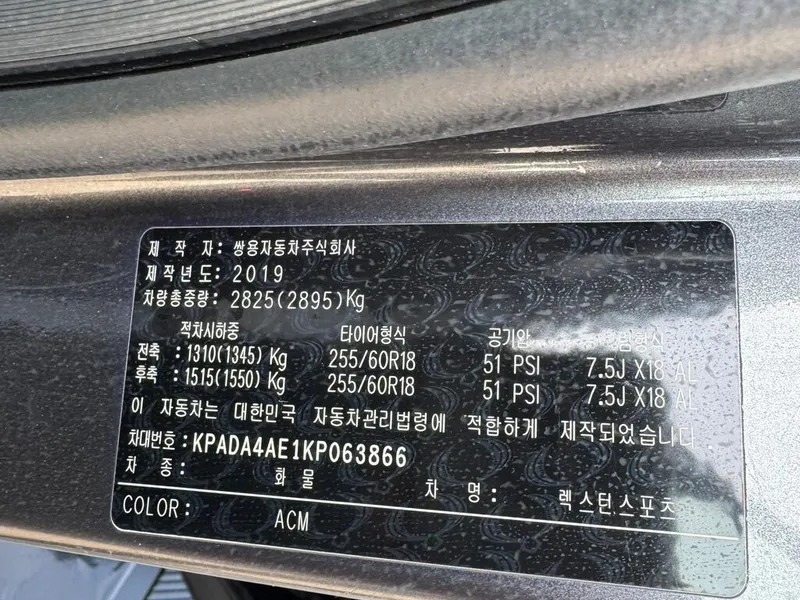 제 작 자: 쌍용자동차주식회사
제작년도: 2019
차량총중량: 2825(2895)Kg
적차시하중 타이어형식 공기압
전축 :1310(1345) Kg 255/60R18 51 PSI 7.5J X18 AL
후축 :1515(1550) Kg 255/60R18 51 PSI 7.5J X18 AL
이 자동차는 대한민국 자동차관리법령에 적합하게 제작되었습니다.
차대번호:KPADA4AE1KP063866
차 종: 화 물 차 명: 렉스턴스포츠
COLOR: ACM